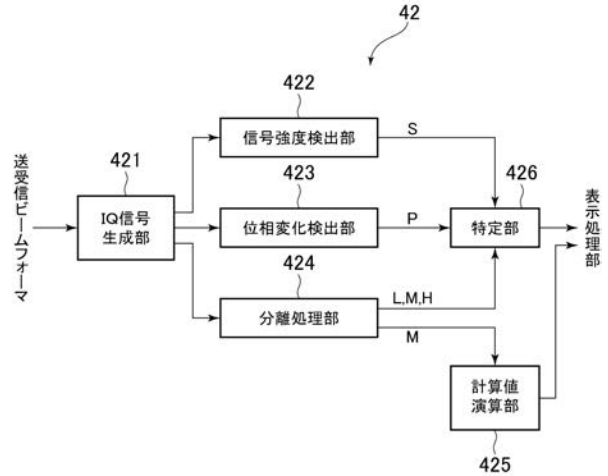 42
422
信号強度検出部
S
送受信ビームフォーマ
421
IQ信号
生成部
423
位相変化検出部
P
426
特定部
表示処理部
424
分離処理部
L,M,H
M
計算値
演算部
425